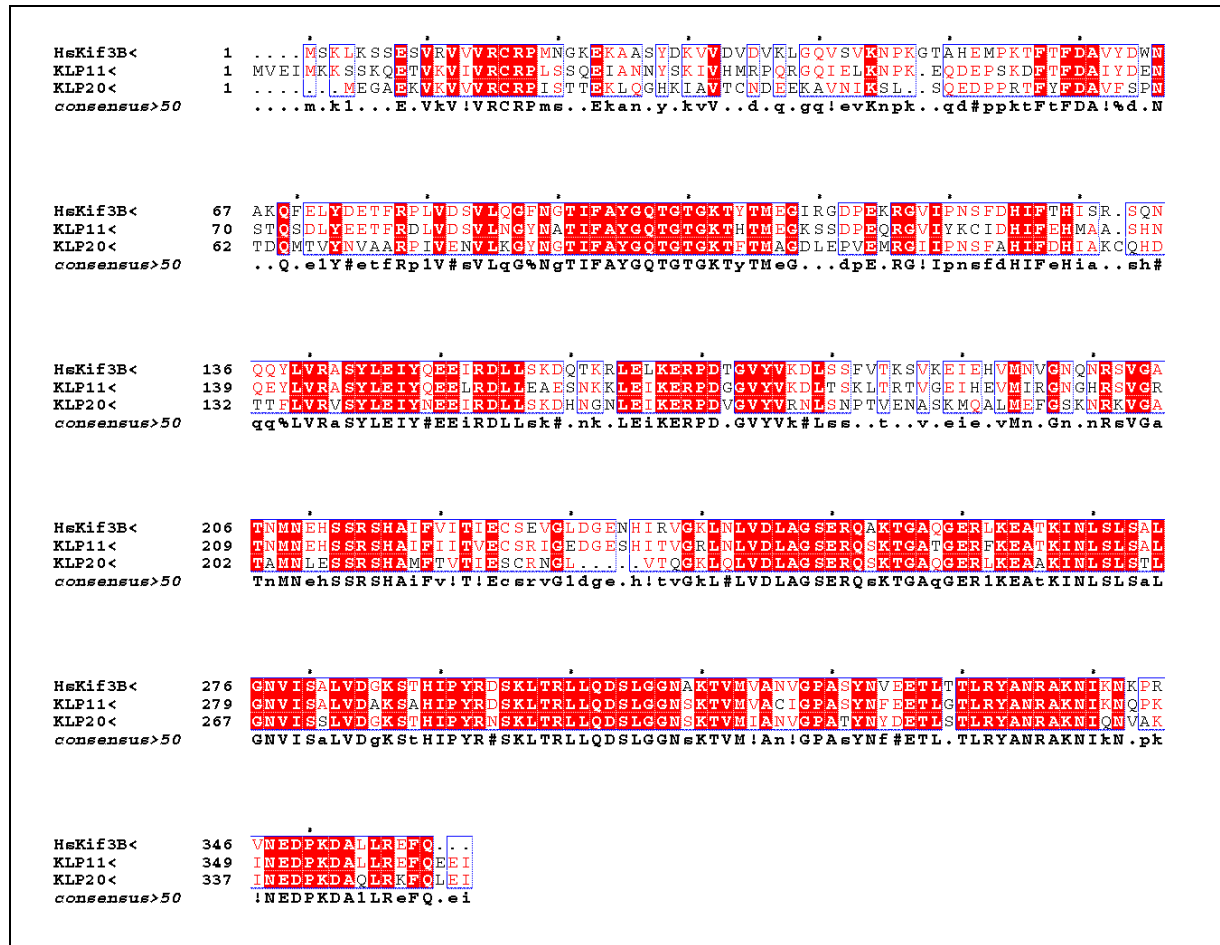 HsKif3B< 1 ....MSKLKSSESVRVVVRCRPMNGKEKAASYDKVVDVDVKLGQVSVKNPKGTAHEMPKTFTFDAVYDWN
KLP11< 1 MVEIMKKSSKQETVKVIVRCRPLSSQEIANNYSKIVHMRPQRGQIELKNPK.EQDEPSKDFTFDAIYDEN
KLP20< 1 .......MEGAEKVKVVVRCRPISTTEKLQGHKIAVTCNDEEKAVNIKSL..SQEDPPRTFYFDAVFSPN
consensus>50 ....m.kl...E.VkV!VRCRPms..Ekan.y.kvV..d.q.gq!evKnpk..qd#ppktFtFDA!%d.N
HsKif3B< 67 AKQFELYDETFRPLVDSVLQGFNGTIFAYGQTGTGKTYTMEGIRGDPEKRGVIPNSFDHIFTHISR.SQN
KLP11< 70 STQSDLYEETFRDLVDSVLNGYNATIFAYGQTGTGKTHTMEGKSSDPEQRGVIYKCIDHIFEHMAA.SHN
KLP20< 62 TDQMTVYNVAARPIVENVLKGYNGTIFAYGQTGTGKTFTMAGDLEPVEMRGIIPNSFAHIFDHIAKCQHD
consensus>50 ..Q.elY#etfRplV#sVLqG%NgTIFAYGQTGTGKTyTMeG...dpE.RG!IpnsfdHIFeHia..sh#
HsKif3B< 136 QQYLVRASYLEIYQEEIRDLLSKDQTKRLELKERPDTGVYVKDLSSFVTKSVKEIEHVMNVGNQNRSVGA
KLP11< 139 QEYLVRASYLEIYQEELRDLLEAESNKKLEIKERPDGGVYVKDLTSKLTRTVGEIHEVMIRGNGHRSVGR
KLP20< 132 TTFLVRVSYLEIYNEEIRDLLSKDHNGNLEIKERPDVGVYVRNLSNPTVENASKMQALMEFGSKNRKVGA
consensus>50 qq%LVRaSYLEIY#EEiRDLLsk#.nk.LEiKERPD.GVYVk#Lss..t..v.eie.vMn.Gn.nRsVGa
HsKif3B< 206 TNMNEHSSRSHAIFVITIECSEVGLDGENHIRVGKLNLVDLAGSERQAKTGAQGERLKEATKINLSLSAL
KLP11< 209 TNMNEHSSRSHAIFIITVECSRIGEDGESHITVGRLNLVDLAGSERQSKTGATGERFKEATKINLSLSAL
KLP20< 202 TAMNLESSRSHAMFTVTIESCRNGL....VTQGKLQLVDLAGSERQSKTGAQGERLKEAAKINLSLSTL
consensus>50 TnMNehSSRSHAiFv!T!EcsrvGldge.h!tvGkL#LVDLAGSERQsKTGAqGERlKEAtKINLSLSaL
HsKif3B< 276 GNVISALVDGKSTHIPYRDSKLTRLLQDSLGGNAKTVMVANVGPASYNVEETLTTLRYANRAKNIKNKPR
KLP11< 279 GNVISALVDAKSAHIPYRDSKLTRLLQDSLGGNSKTVMVACIGPASYNFEETLGTLRYANRAKNIKNQPK
KLP20< 267 GNVISSLVDGKSTHIPYRNSKLTRLLQDSLGGNSKTVMIANVGPATYNYDETLSTLRYANRAKNIQNVAK
consensus>50 GNVISaLVDgKStHIPYR#SKLTRLLQDSLGGNsKTVM!An!GPAsYNf#ETL.TLRYANRAKNIkN.pk
HsKif3B< 346 VNEDPKDALLREFQ...
KLP11< 349 INEDPKDALLREFQEEI
KLP20< 337 INEDPKDAQLRKFQLEI
consensus>50 !NEDPKDAlLReFQ.ei